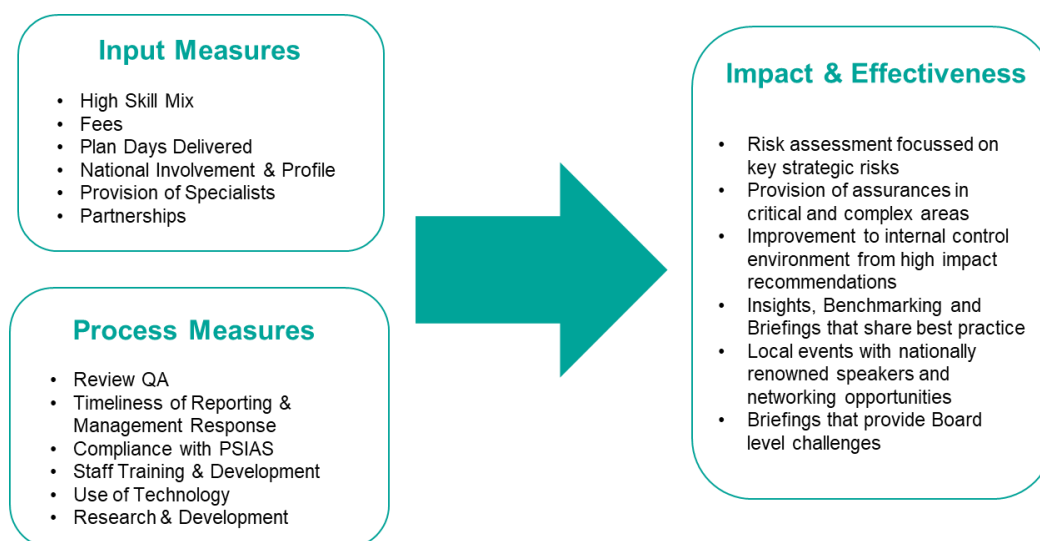 Input Measures
• High Skill Mix
• Fees
• Plan Days Delivered
• National Involvement & Profile
• Provision of Specialists
• Partnerships
Process Measures
• Review QA
• Timeliness of Reporting &
Management Response
• Compliance with PSIAS
• Staff Training & Development
• Use of Technology
• Research & Development
Impact & Effectiveness
• Risk assessment focussed on
key strategic risks
• Provision of assurances in
critical and complex areas
• Improvement to internal control
environment from high impact
recommendations
• Insights, Benchmarking and
Briefings that share best practice
• Local events with nationally
renowned speakers and
networking opportunities
• Briefings that provide Board
level challenges